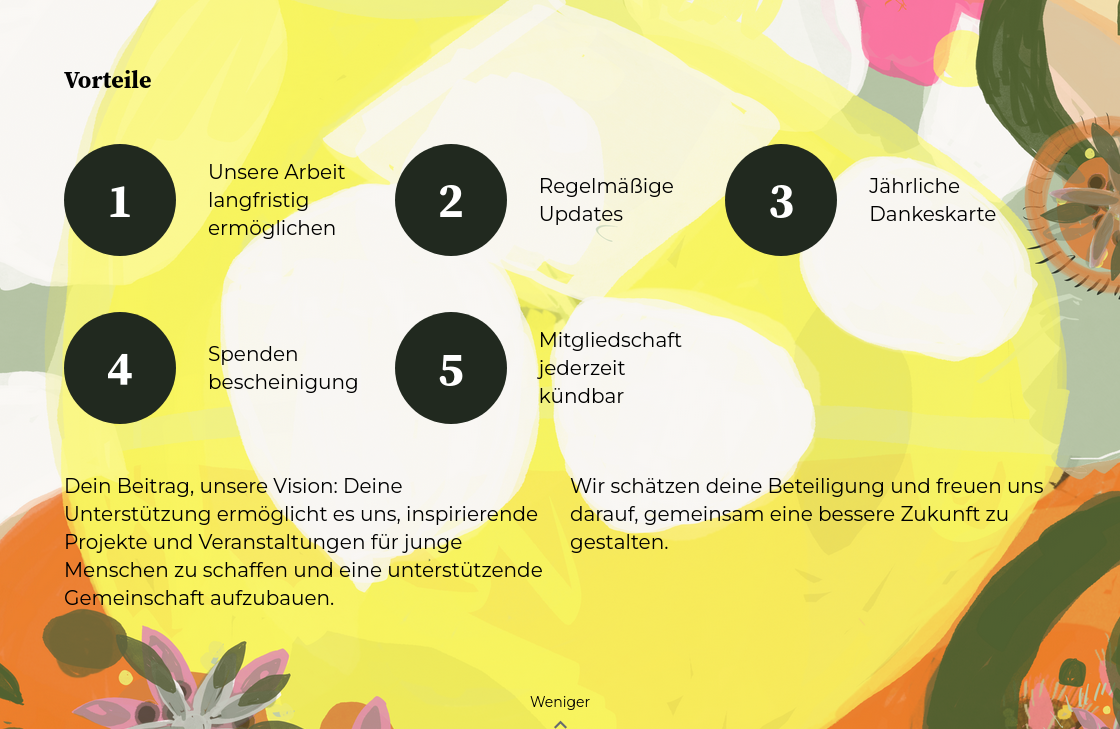 Vorteile
1
Unsere Arbeit
langfristig
ermöglichen
2
Regelmäßige
Updates
3
Jährliche
Dankeskarte
4
Spenden
bescheinigung
5
Mitgliedschaft
jederzeit
kündbar
Dein Beitrag, unsere Vision: Deine
Unterstützung ermöglicht es uns, inspirierende
Projekte und Veranstaltungen für junge
Menschen zu schaffen und eine unterstützende
Gemeinschaft aufzubauen.
Wir schätzen deine Beteiligung und freuen uns
darauf, gemeinsam eine bessere Zukunft zu
gestalten.
Weniger